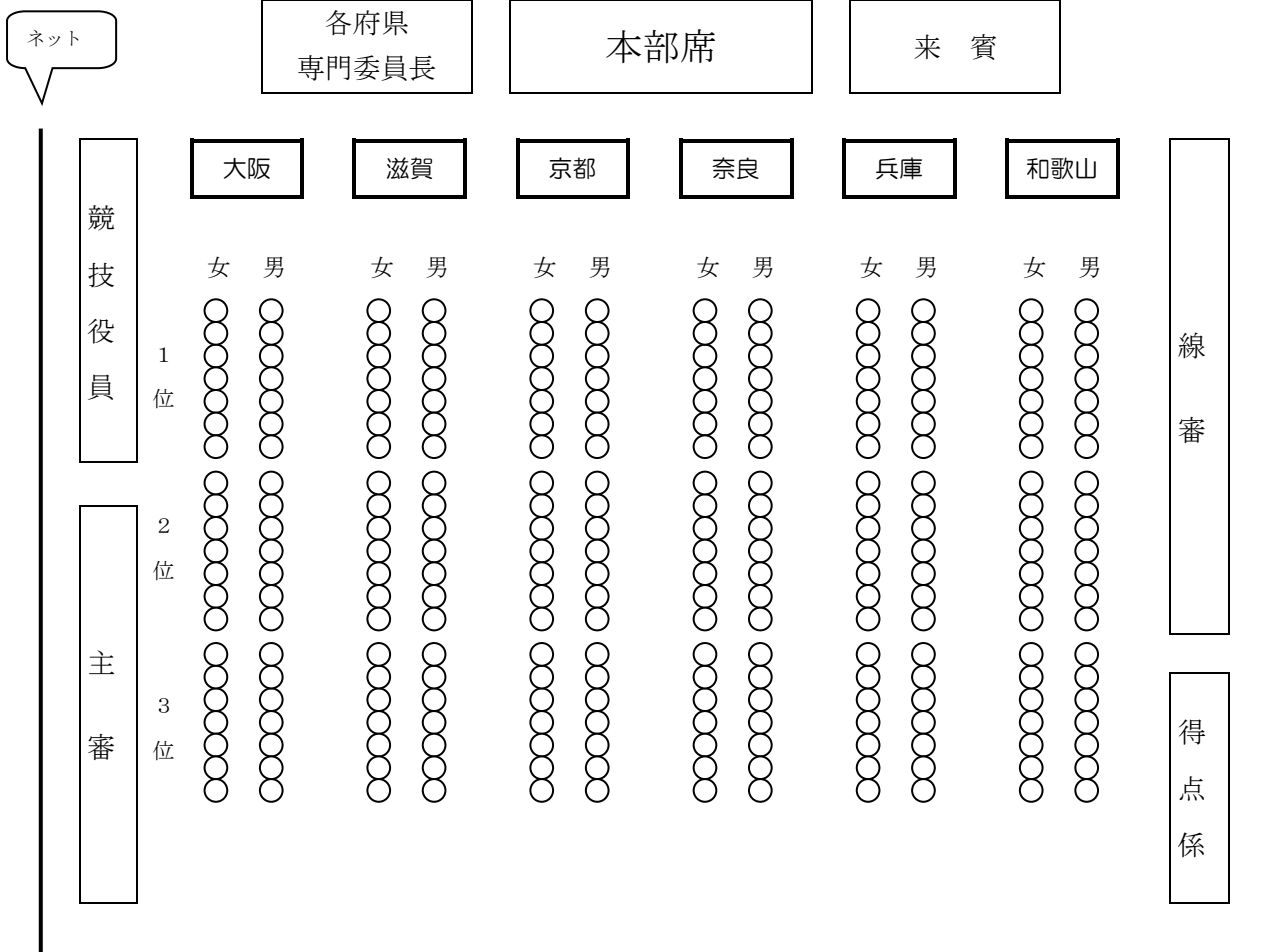 ネット
各府県
専門委員長
本部席
来　賓
大阪
滋賀
京都
奈良
兵庫
和歌山
競技役員
女　男
女　男
女　男
女　男
女　男
女　男
1位
2位
3位
主審
線審
得点係